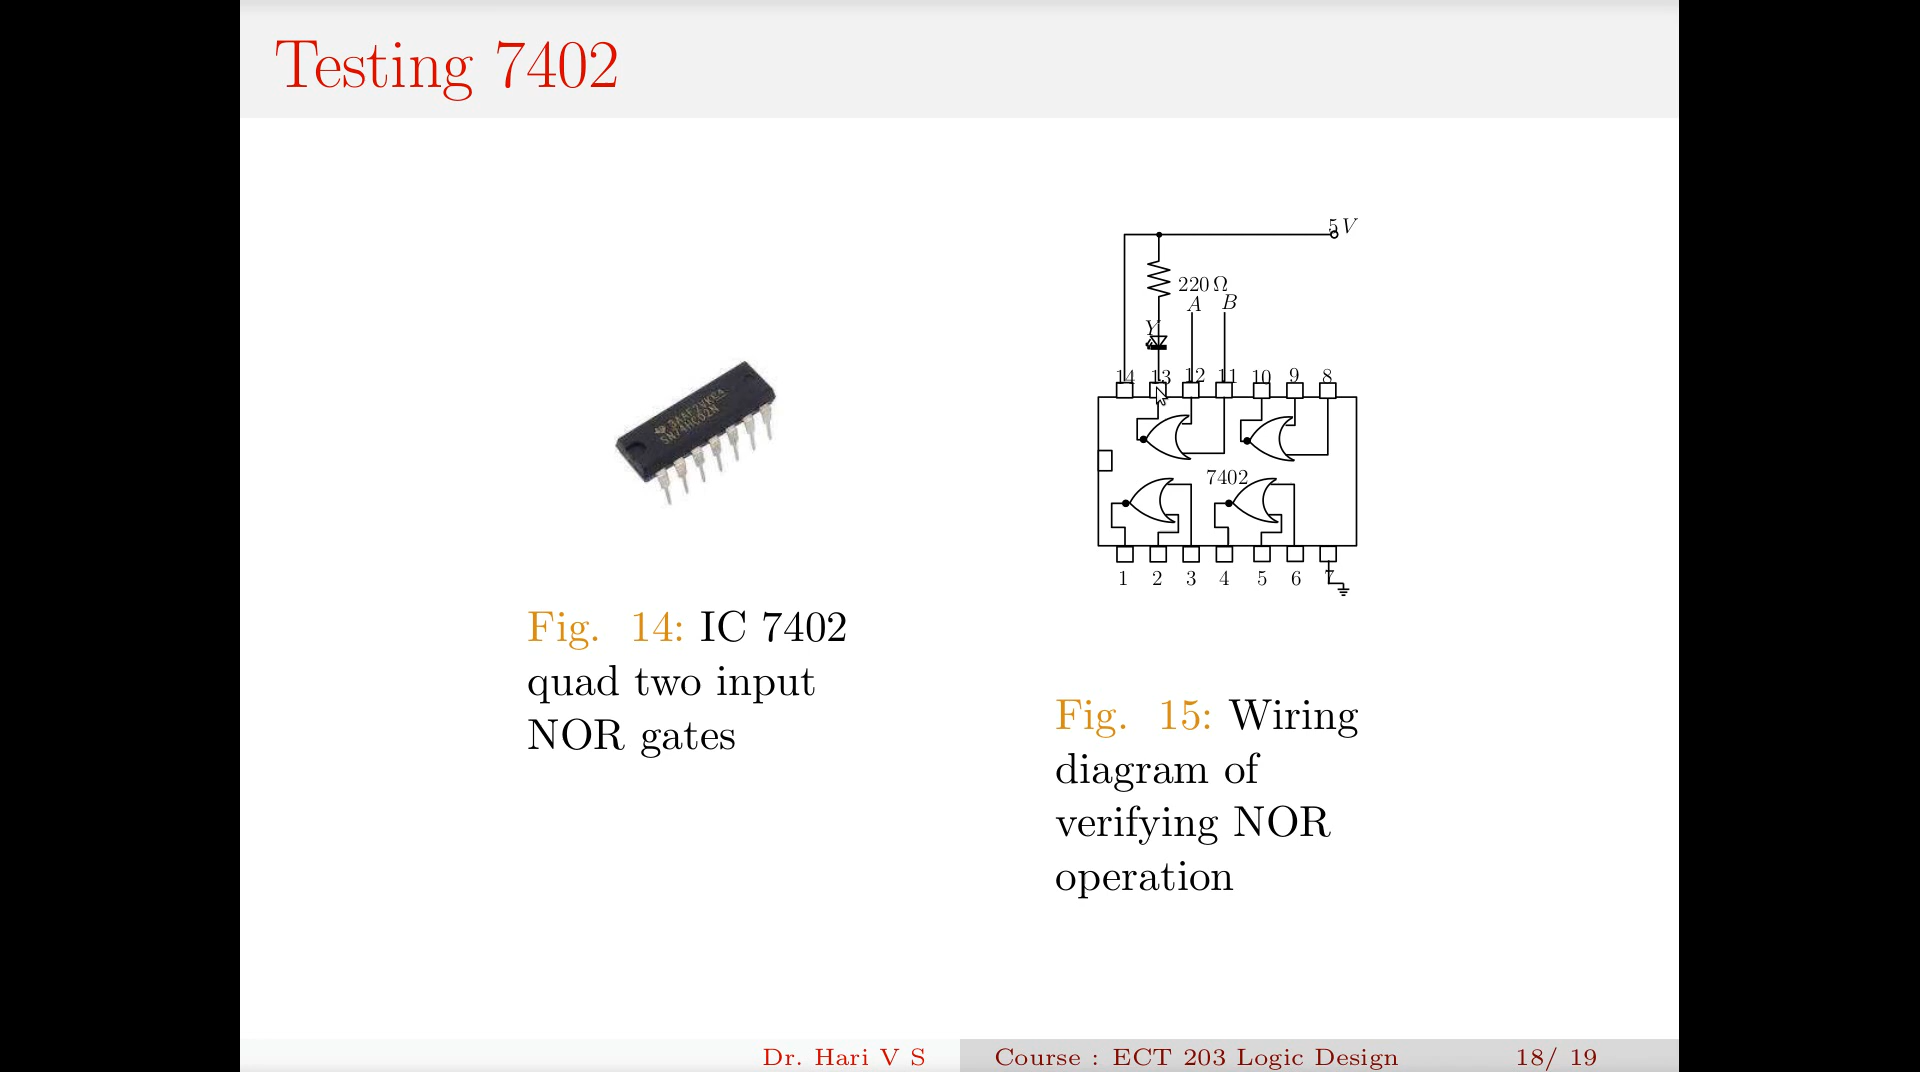 Testing 7402
5 V
220 Ω
A B
Y
14 13 12 11 10 9 8
7402
1 2 3 4 5 6 7
SN74HC02N
Fig. 14: IC 7402
quad two input
NOR gates
Fig. 15: Wiring
diagram of
verifying NOR
operation
Dr. Hari V S
Course : ECT 203 Logic Design
18/ 19